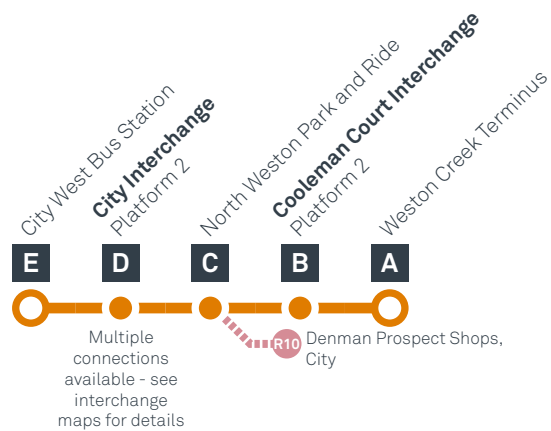 City West Bus Station
City Interchange
Platform 2
North Weston Park and Ride
Cooleman Court Interchange
Platform 2
Weston Creek Terminus
E
D
C
B
A
Multiple
connections
available - see
interchange
maps for details
R10
Denman Prospect Shops,
City